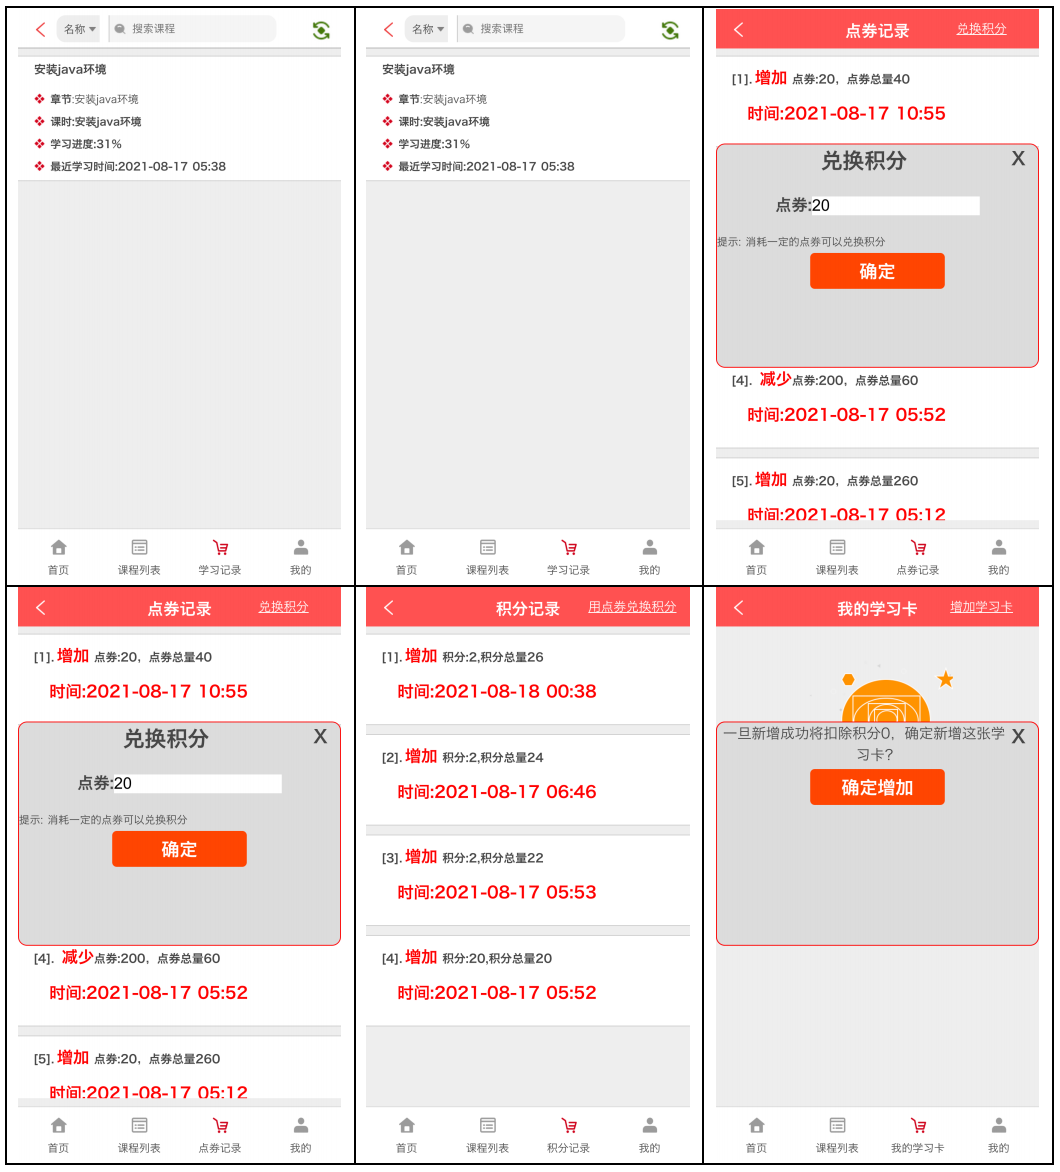 名称
搜索课程
安装java环境
章节:安装java环境
课时:安装java环境
学习进度:31%
最近学习时间:2021-08-17 05:38
首页
课程列表
学习记录
我的
名称
搜索课程
安装java环境
章节:安装java环境
课时:安装java环境
学习进度:31%
最近学习时间:2021-08-17 05:38
首页
课程列表
学习记录
我的
点券记录
兑换积分
[1]. 增加 点券:20，点券总量40
时间:2021-08-17 10:55
兑换积分
X
点券:20
提示: 消耗一定的点券可以兑换积分
确定
[4]. 减少点券:200，点券总量60
时间:2021-08-17 05:52
[5]. 增加 点券:20，点券总量260
时间:2021-08-17 05:12
首页
课程列表
点券记录
我的
点券记录
兑换积分
[1]. 增加 点券:20，点券总量40
时间:2021-08-17 10:55
兑换积分
X
点券:20
提示: 消耗一定的点券可以兑换积分
确定
[4]. 减少点券:200，点券总量60
时间:2021-08-17 05:52
[5]. 增加 点券:20，点券总量260
时间:2021-08-17 05:12
首页
课程列表
点券记录
我的
积分记录
用点券兑换积分
[1]. 增加 积分:2,积分总量26
时间:2021-08-18 00:38
[2]. 增加 积分:2,积分总量24
时间:2021-08-17 06:46
[3]. 增加 积分:2,积分总量22
时间:2021-08-17 05:53
[4]. 增加 积分:20,积分总量20
时间:2021-08-17 05:52
首页
课程列表
积分记录
我的
我的学习卡
增加学习卡
一旦新增成功将扣除积分0，确定新增这张学
习卡?
X
确定增加
首页
课程列表
我的学习卡
我的